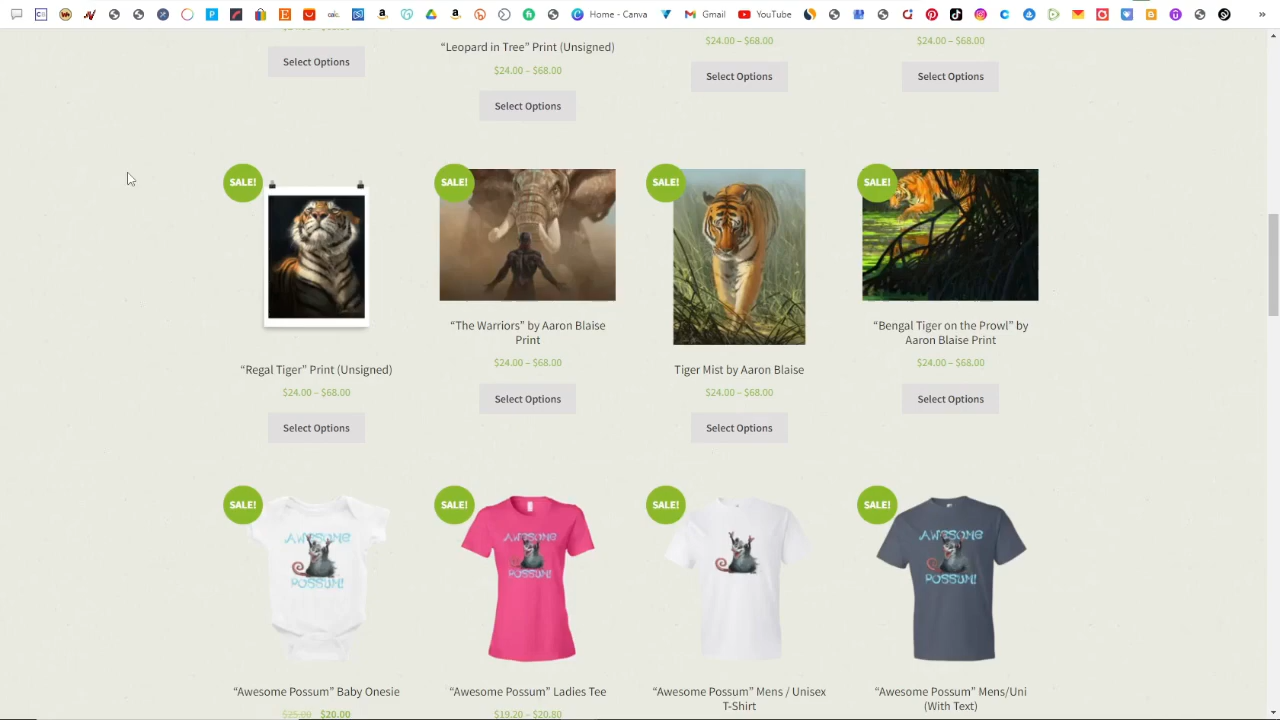 Home - Canva
Gmail
YouTube
"Leopard in Tree" Print (Unsigned)
$24.00 – $68.00
$24.00 – $68.00
$24.00 – $68.00
Select Options
Select Options
Select Options
Select Options
SALE!
SALE!
SALE!
SALE!
"Regal Tiger" Print (Unsigned)
$24.00 – $68.00
Select Options
"The Warriors" by Aaron Blaise
Print
$24.00 – $68.00
Select Options
Tiger Mist by Aaron Blaise
$24.00 – $68.00
Select Options
"Bengal Tiger on the Prowl" by
Aaron Blaise Print
$24.00 – $68.00
Select Options
SALE!
AWESOME
POSSUM!
SALE!
AWESOME
POSSUM!
SALE!
SALE!
AWESOME
POSSUM!
"Awesome Possum" Baby Onesie
$25.00 $20.00
"Awesome Possum" Ladies Tee
$19.20 – $20.80
"Awesome Possum" Mens / Unisex
T-Shirt
"Awesome Possum" Mens/Uni
(With Text)